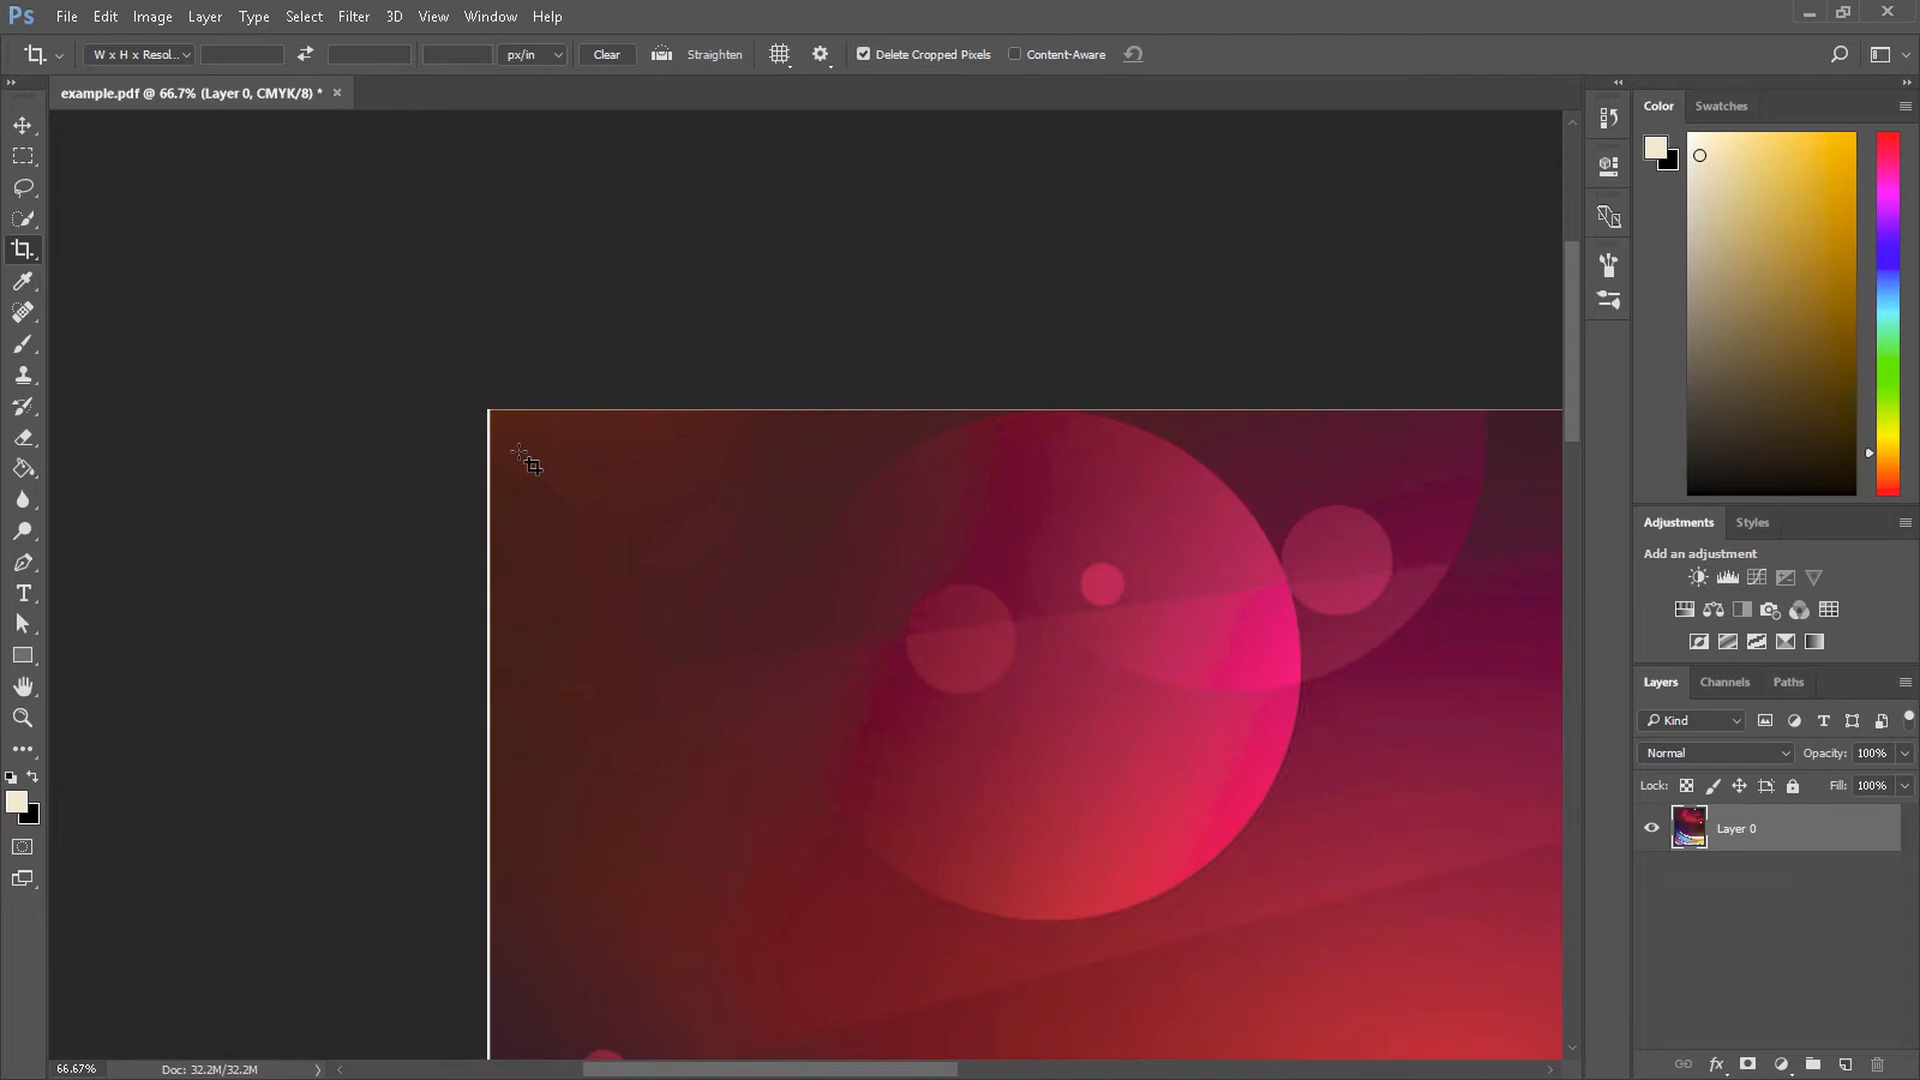 Ps File Edit Image Layer Type Select Filter 3D View Window Help
W x H x Resol... px/in Clear Straighten Delete Cropped Pixels Content-Aware
example.pdf @ 66.7% (Layer 0, CMYK/8) *
Color Swatches
Adjustments Styles
Add an adjustment
Layers Channels Paths
Kind
Normal Opacity: 100%
Lock: Fill: 100%
Layer 0
66.67% Doc: 32.2M/32.2M